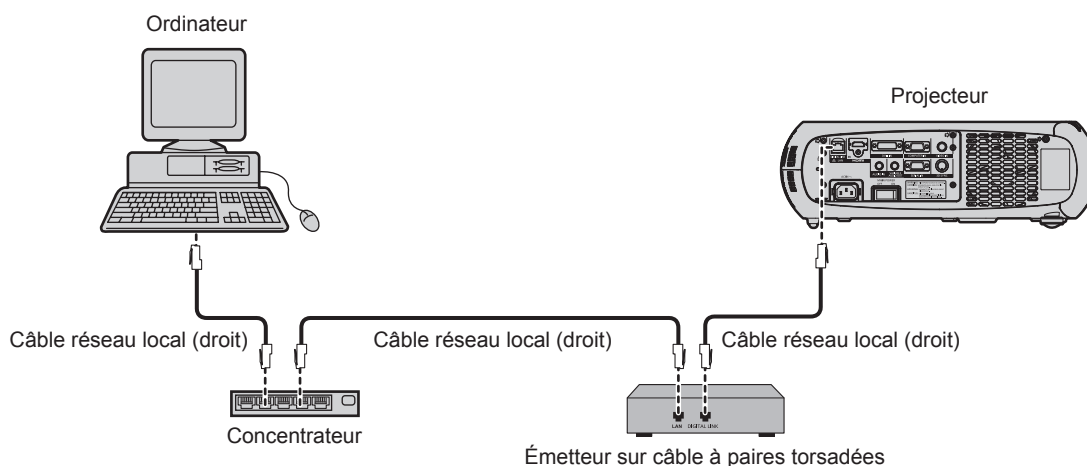 Ordinateur
Projecteur
Câble réseau local (droit)
Câble réseau local (droit)
Câble réseau local (droit)
LAN DIGITAL LINK
Concentrateur
Émetteur sur câble à paires torsadées